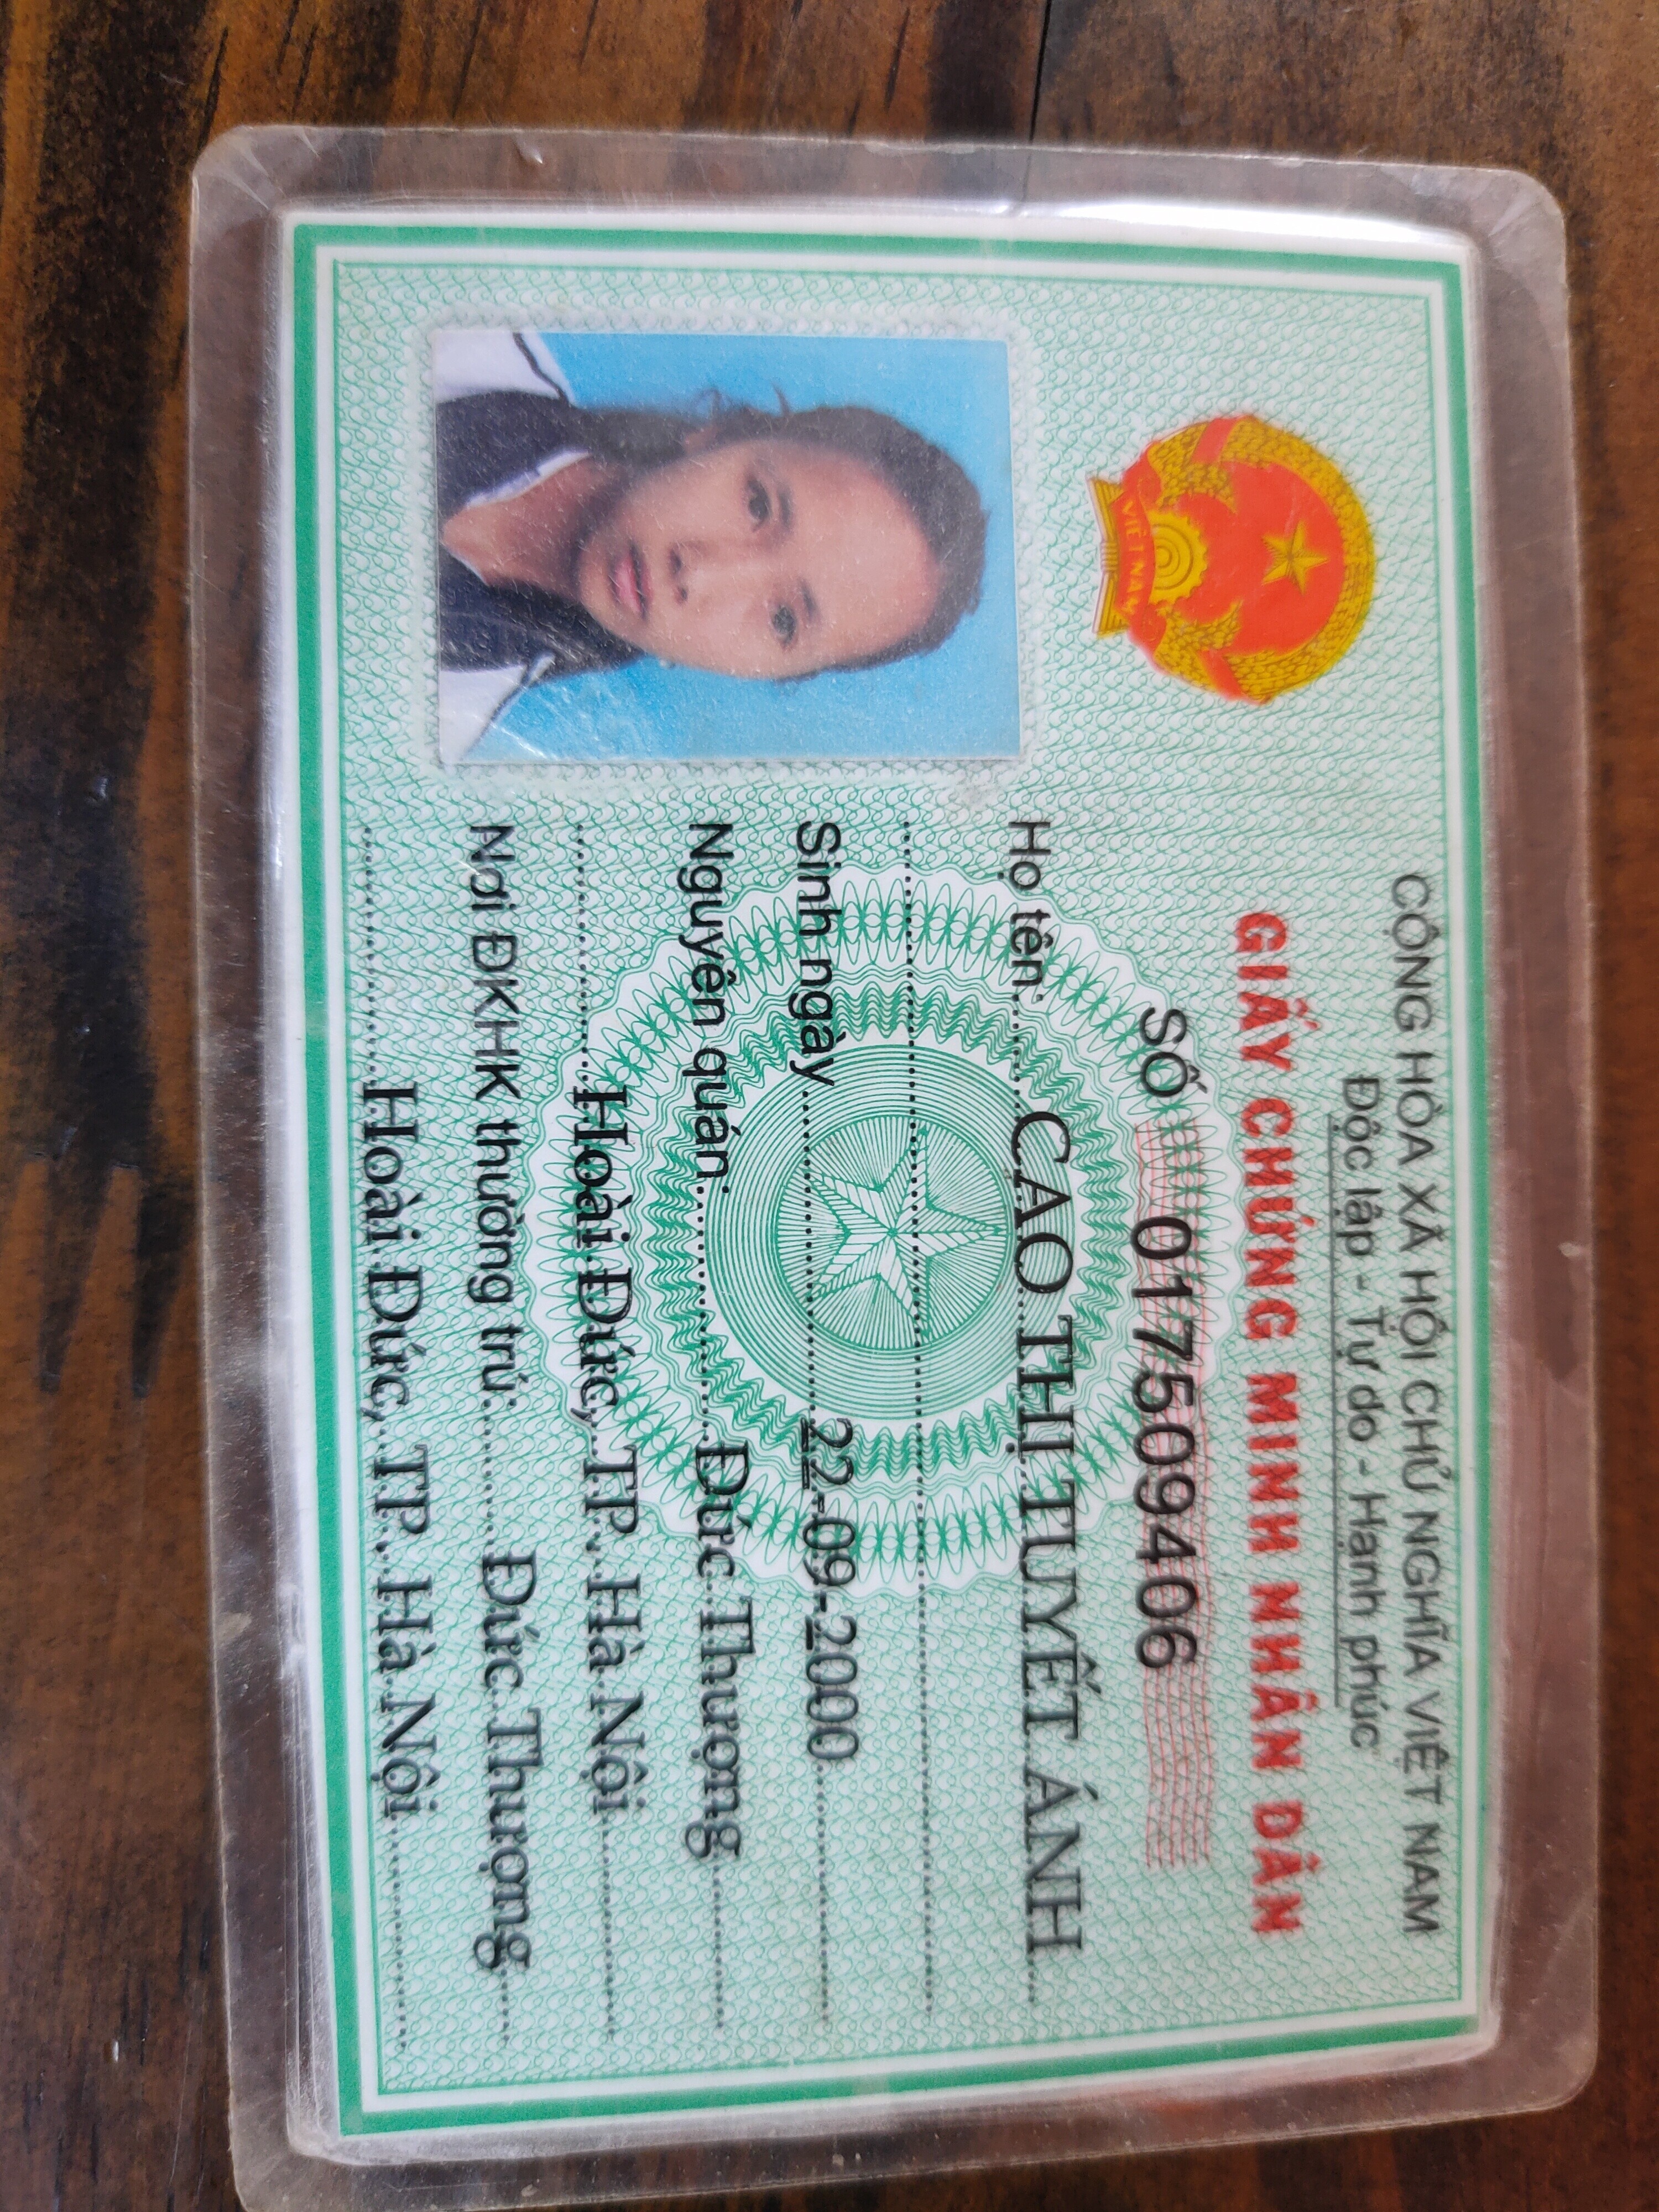 CỘNG HÒA XÃ HỘI CHỦ NGHĨA VIỆT NAM
Độc lập - Tự do - Hạnh phúc
GIẤY CHỨNG MINH NHÂN DÂN
SỐ 017509406
Họ tên: CAO THỊ TUYẾT ÁNH
Sinh ngày 22-09-2000
Nguyên quán: Đức Thượng
Hoài Đức, TP. Hà Nội
Nơi ĐKHK thường trú: Đức Thượng
Hoài Đức, TP. Hà Nội
VIỆT NAM